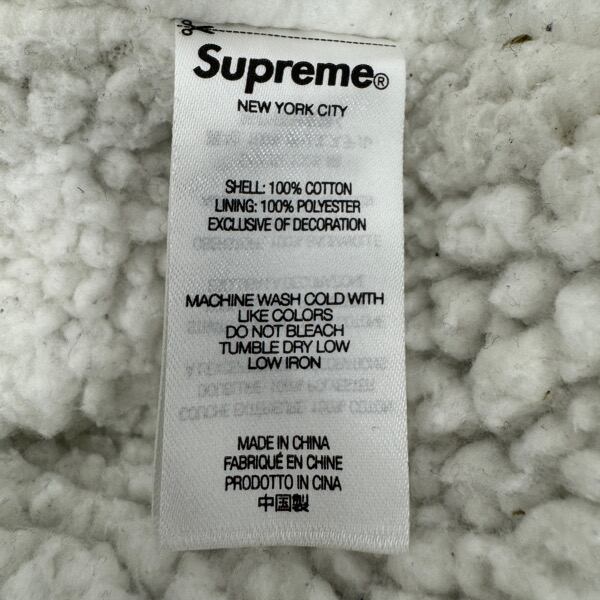 Supreme®
NEW YORK CITY
SHELL: 100% COTTON
LINING: 100% POLYESTER
EXCLUSIVE OF DECORATION
MACHINE WASH COLD WITH
LIKE COLORS
DO NOT BLEACH
TUMBLE DRY LOW
LOW IRON
MADE IN CHINA
FABRIQUÉ EN CHINE
PRODOTTO IN CINA
中国製